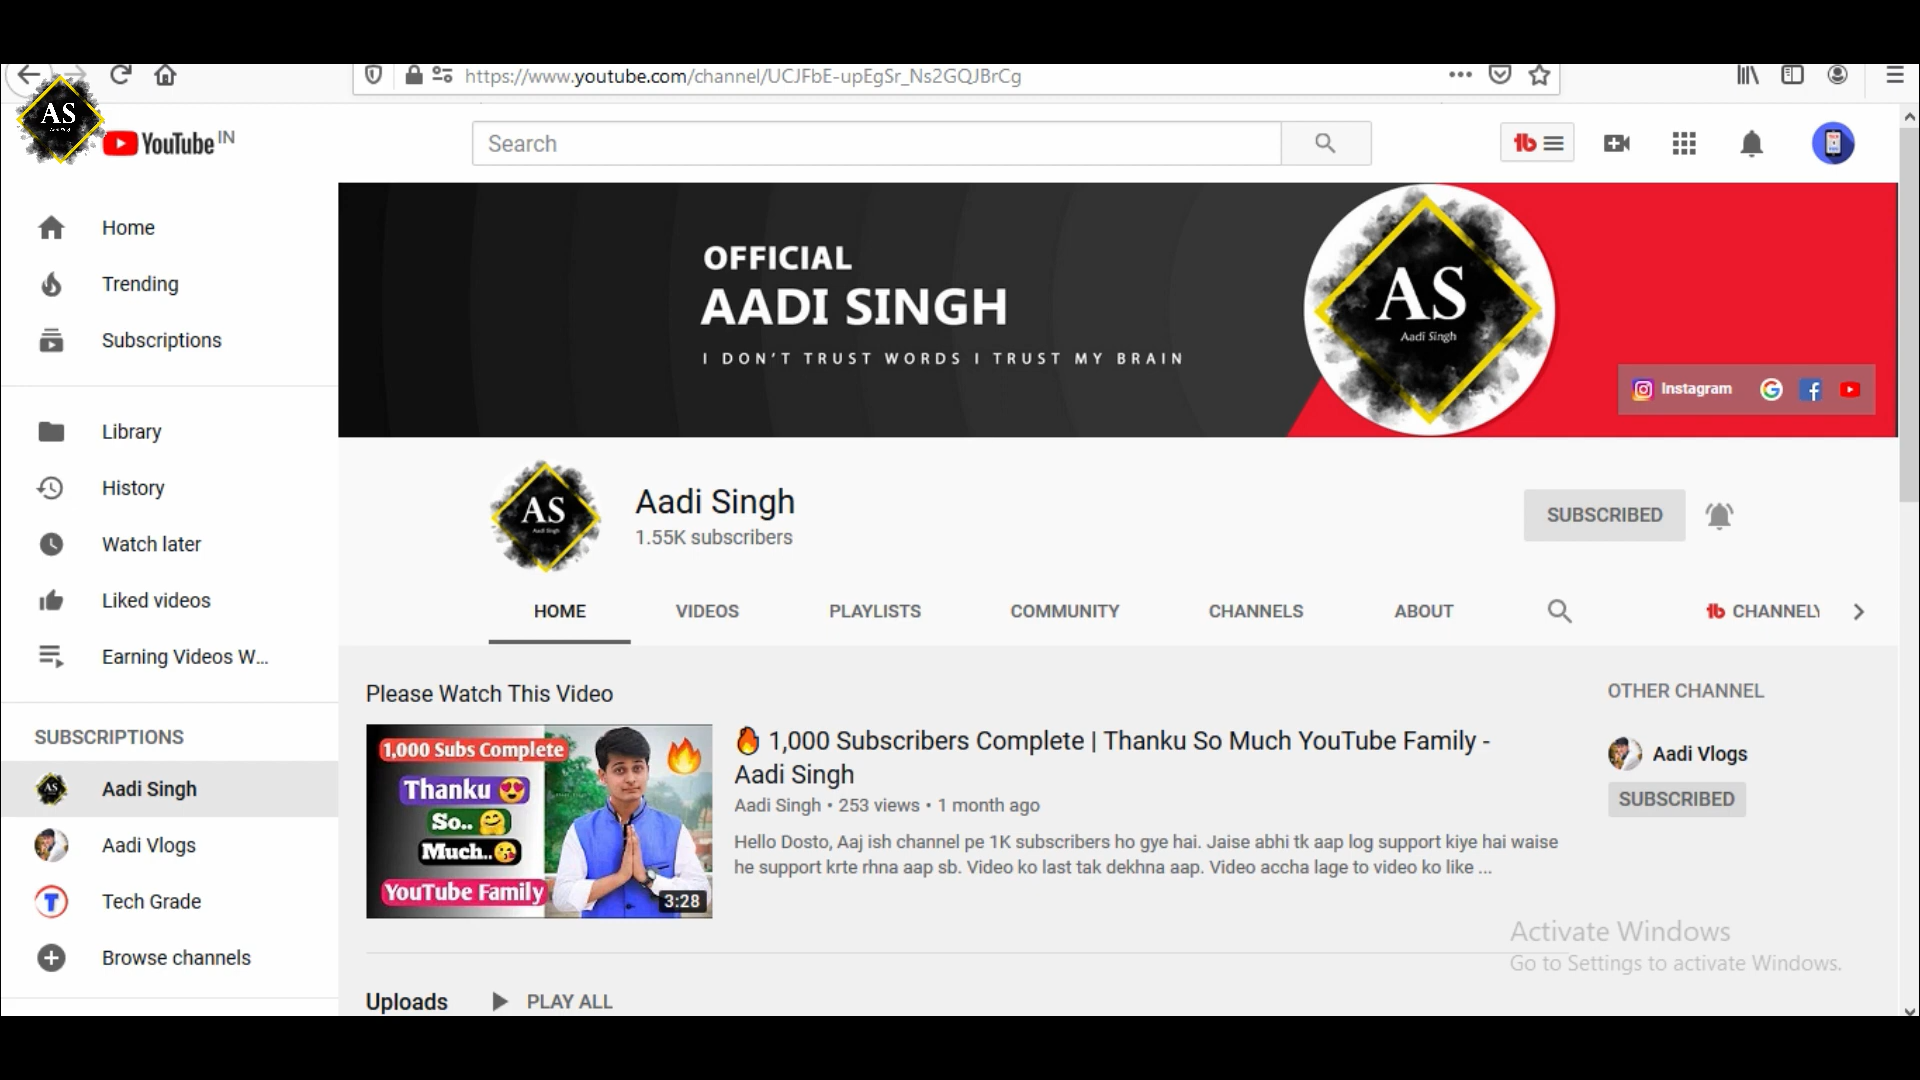 https://www.youtube.com/channel/UCJFbE-upEgSr_Ns2GQJBrCg
AS
YouTube IN
Search
Home
Trending
Subscriptions
Library
History
Watch later
Liked videos
Earning Videos W...
SUBSCRIPTIONS
Aadi Singh
Aadi Vlogs
Tech Grade
Browse channels
OFFICIAL
AADI SINGH
I DON'T TRUST WORDS I TRUST MY BRAIN
AS
Aadi Singh
Instagram
AS
Aadi Singh
Aadi Singh
1.55K subscribers
SUBSCRIBED
HOME VIDEOS PLAYLISTS COMMUNITY CHANNELS ABOUT CHANNELY
Please Watch This Video
1,000 Subs Complete
Thanku
So..
Much..
YouTube Family
3:28
🔥 1,000 Subscribers Complete | Thanku So Much YouTube Family -
Aadi Singh
Aadi Singh • 253 views • 1 month ago
Hello Dosto, Aaj ish channel pe 1K subscribers ho gye hai. Jaise abhi tk aap log support kiye hai waise
he support krte rhna aap sb. Video ko last tak dekhna aap. Video accha lage to video ko like ...
OTHER CHANNEL
Aadi Vlogs
SUBSCRIBED
Activate Windows
Go to Settings to activate Windows.
Uploads PLAY ALL